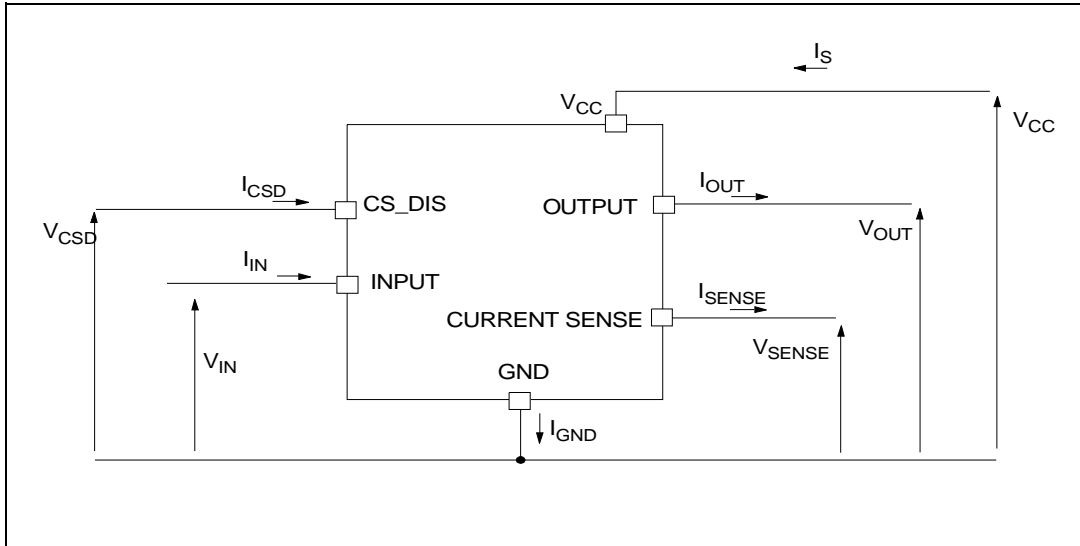 I_S
V_CC
V_CC
I_CSD
CS_DIS
OUTPUT
I_OUT
V_CSD
V_OUT
I_IN
INPUT
I_SENSE
CURRENT SENSE
V_IN
V_SENSE
GND
I_GND